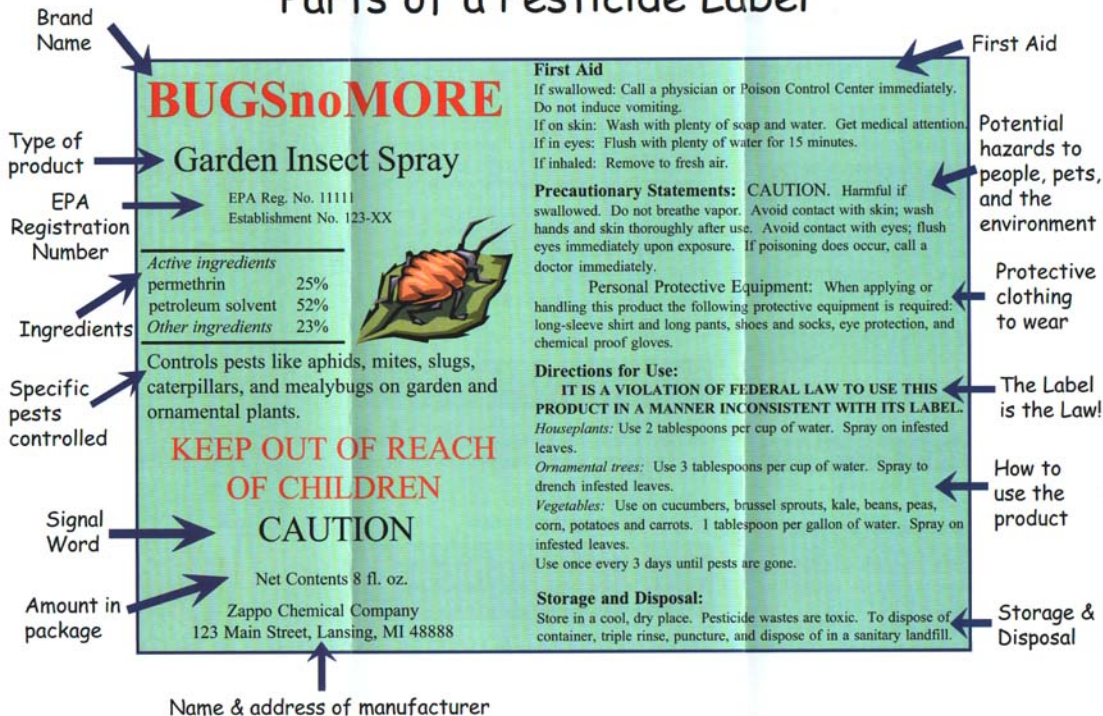 Parts of a Pesticide Label
Brand
Name
BUGSnoMORE
Type of
product
Garden Insect Spray
EPA
Registration
Number
EPA Reg. No. 11111
Establishment No. 123-XX
Ingredients
Active ingredients
permethrin 25%
petroleum solvent 52%
Other ingredients 23%
Specific
pests
controlled
Controls pests like aphids, mites, slugs,
caterpillars, and mealybugs on garden and
ornamental plants.
KEEP OUT OF REACH
OF CHILDREN
Signal
Word
CAUTION
Amount in
package
Net Contents 8 fl. oz.
Zappo Chemical Company
123 Main Street, Lansing, MI 48888
Name & address of manufacturer
First Aid
First Aid
If swallowed: Call a physician or Poison Control Center immediately.
Do not induce vomiting.
If on skin: Wash with plenty of soap and water. Get medical attention.
If in eyes: Flush with plenty of water for 15 minutes.
If inhaled: Remove to fresh air.
Potential
hazards to
people, pets,
and the
environment
Precautionary Statements: CAUTION. Harmful if
swallowed. Do not breathe vapor. Avoid contact with skin; wash
hands and skin thoroughly after use. Avoid contact with eyes; flush
eyes immediately upon exposure. If poisoning does occur, call a
doctor immediately.
Protective
clothing
to wear
Personal Protective Equipment: When applying or
handling this product the following protective equipment is required:
long-sleeve shirt and long pants, shoes and socks, eye protection, and
chemical proof gloves.
The Label
is the Law!
Directions for Use:
IT IS A VIOLATION OF FEDERAL LAW TO USE THIS
PRODUCT IN A MANNER INCONSISTENT WITH ITS LABEL.
Houseplants: Use 2 tablespoons per cup of water. Spray on infested
leaves.
Ornamental trees: Use 3 tablespoons per cup of water. Spray to
drench infested leaves.
Vegetables: Use on cucumbers, brussel sprouts, kale, beans, peas,
corn, potatoes and carrots. 1 tablespoon per gallon of water. Spray on
infested leaves.
Use once every 3 days until pests are gone.
How to
use the
product
Storage and Disposal:
Store in a cool, dry place. Pesticide wastes are toxic. To dispose of
container, triple rinse, puncture, and dispose of in a sanitary landfill.
Storage &
Disposal